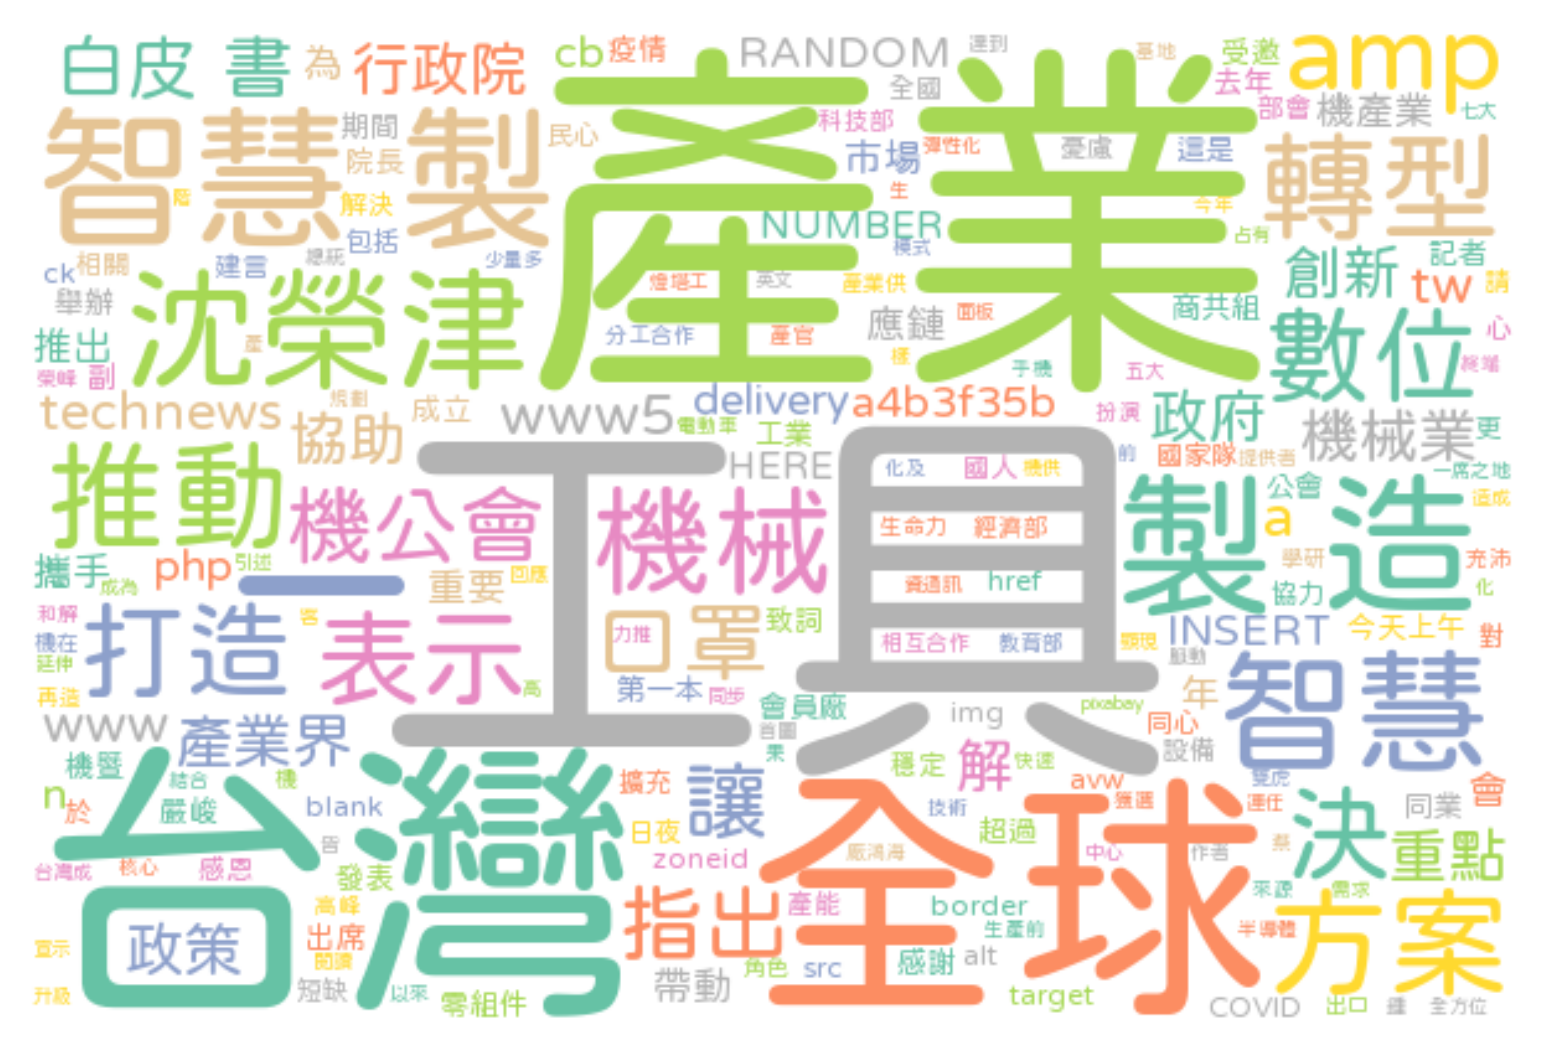 白皮 書 為 行政院 cb 疫情 RANDOM 達到 墓地 受邀 amp
全國 去年
智慧 製 期間 民心 產業 科技部 部會 機產業 七大
院長 市場 彈性化 憂慮 這是 轉型
階 解決 生 今年
包括 NUMBER 模式 占有
ck 相關 建言 總統 少量多 創新 記者
舉辦 沈榮津 燈塔工 英文 產業供 tw 請
推出 產 分工合作 產官 應鏈 面板 商共組 數位 心
榮峰 副 樣 手機 五大 終端
technews 規劃 成立 www5 delivery a4b3f35b 扮演 政府
協助 電動車 工業 機械業 更
推動 工具 HERE 化及 國人 機供 前 國家隊 提供者 一席之地
機公會 機械 製造 公會 造成
生命力 經濟部 a
攜手 php 引述 學研 充沛
成為 一 重要 回應 資通訊 href 協力 化
和解 打造 客 表示 口罩 力推 致詞 INSERT 今天上午 對
機在 相互合作 教育部 顯現
延伸 脈動
再造 高 第一本 同步 年 智慧
www 產業界 會員廠 img pixabay 同心
首圖 設備
機暨 結合 機 果 解 穩定 快速
n 於 嚴峻 blank 台灣 擴充 讓 技術 avw 獲選 雙虎 決 同業 會
皆 日夜 全球 超過 運任
台灣成 核心 感恩 發表 zoneid 廠鴻海 中心 作者 蔡 重點
高峰 指出 產能 border 來源 需求
宣示 政策 出席 生產前 半導體 方案
閱讀 帶動 角色 src 感謝 alt
升級 短缺 以來 零組件 target COVID 出口 鍾 全方位